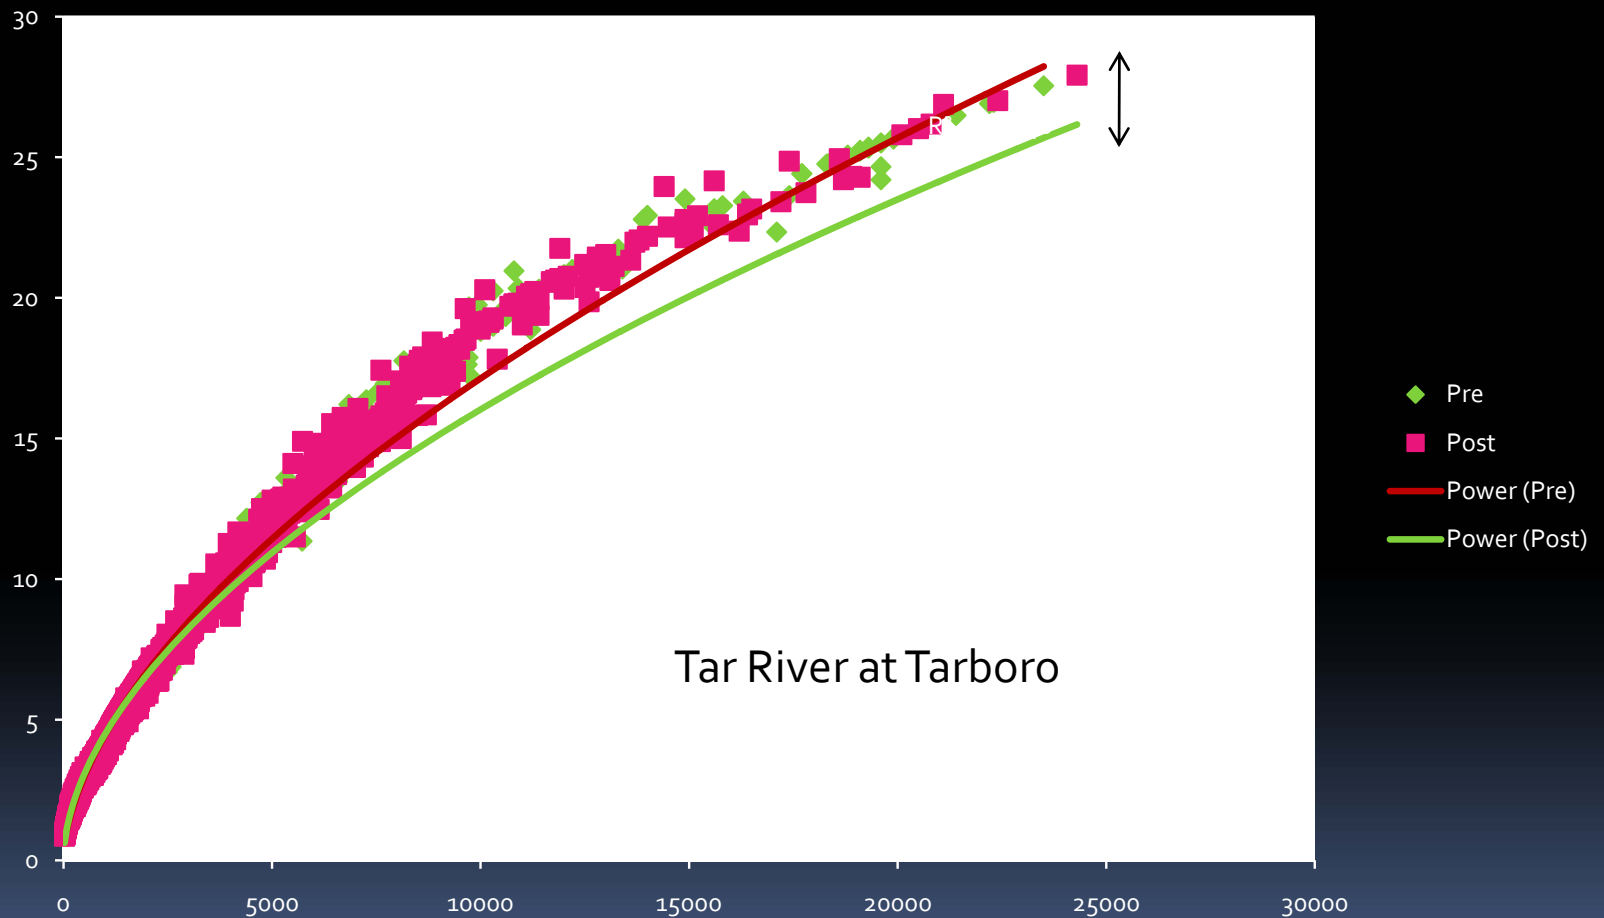 30
25
20
15
10
5
0
0 5000 10000 15000 20000 25000 30000
R
Tar River at Tarboro
Pre
Post
Power (Pre)
Power (Post)